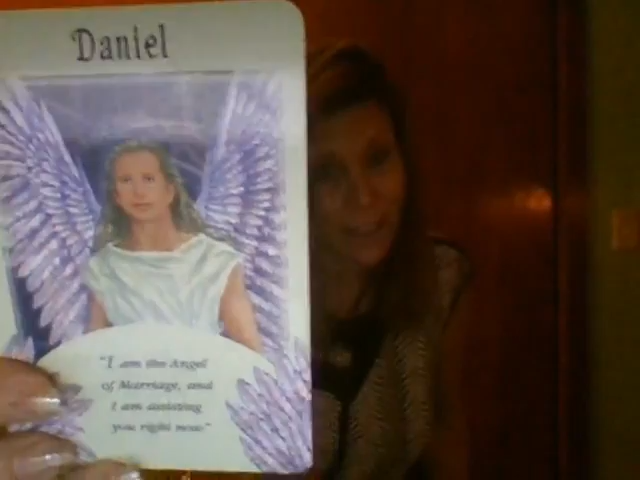 Daniel
"I am the Angel
of Marriage, and
I am assisting
you right now."